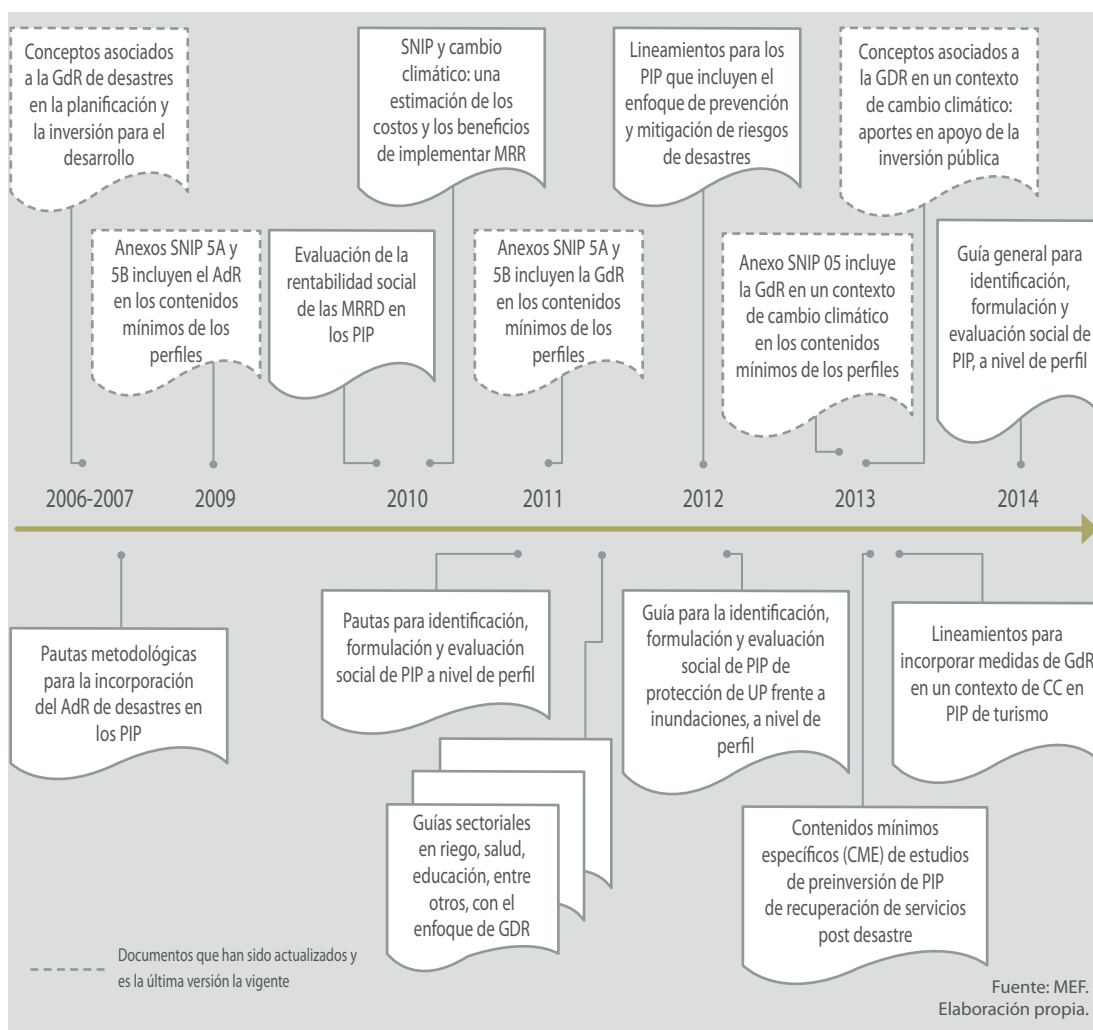 Conceptos asociados
a la GdR de desastres
en la planificación y
la inversión para el
desarrollo
SNIP y cambio
climático: una
estimación de los
costos y los beneficios
de implementar MRR
Lineamientos para los
PIP que incluyen el
enfoque de prevención
y mitigación de riesgos
de desastres
Conceptos asociados a
la GDR en un contexto
de cambio climático:
aportes en apoyo de la
inversión pública
Anexos SNIP 5A y
5B incluyen el AdR
en los contenidos
mínimos de los
perfiles
Evaluación de la
rentabilidad social
de las MRRD en
los PIP
Anexos SNIP 5A y
5B incluyen la GdR
en los contenidos
mínimos de los
perfiles
Anexo SNIP 05 incluye
la GdR en un contexto
de cambio climático
en los contenidos
mínimos de los perfiles
Guía general para
identificación,
formulación y
evaluación social de
PIP, a nivel de perfil
2006-2007
2009
2010
2011
2012
2013
2014
Pautas metodológicas
para la incorporación
del AdR de desastres en
los PIP
Pautas para identificación,
formulación y evaluación
social de PIP a nivel de perfil
Guías sectoriales
en riego, salud,
educación, entre
otros, con el
enfoque de GDR
Guía para la identificación,
formulación y evaluación
social de PIP de
protección de UP frente a
inundaciones, a nivel de
perfil
Contenidos mínimos
específicos (CME) de estudios
de preinversión de PIP
de recuperación de servicios
post desastre
Lineamientos para
incorporar medidas de GdR
en un contexto de CC en
PIP de turismo
Documentos que han sido actualizados y
es la última versión la vigente
Fuente: MEF.
Elaboración propia.